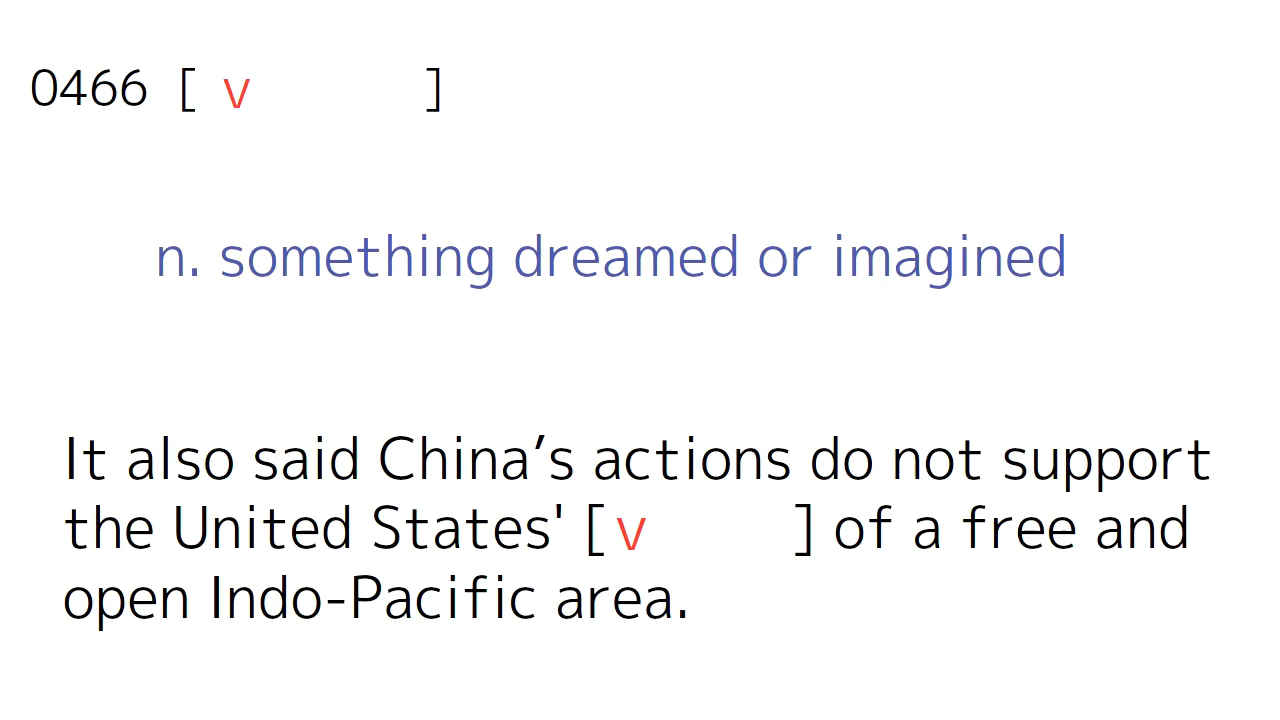 0466 [ v ]
n. something dreamed or imagined
It also said China’s actions do not support
the United States' [ v ] of a free and
open Indo-Pacific area.